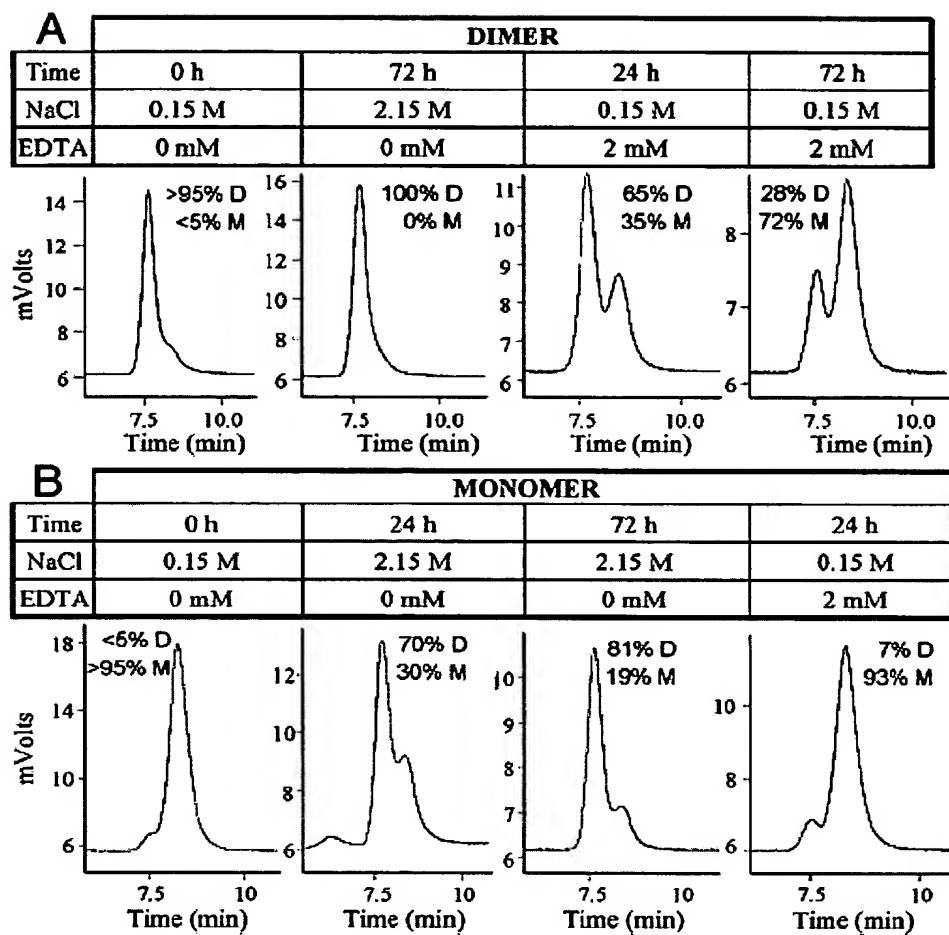 A
DIMER
Time 0 h 72 h 24 h 72 h
NaCl 0.15 M 2.15 M 0.15 M 0.15 M
EDTA 0 mM 0 mM 2 mM 2 mM
>95% D 100% D 65% D 28% D
<5% M 0% M 35% M 72% M
mVolts
14 12 10 8 6
16 14 12 10 8 6
11 10 9 8 7 6
8 7 6
7.5 10.0 7.5 10.0 7.5 10.0 7.5 10.0
Time (min) Time (min) Time (min) Time (min)
B
MONOMER
Time 0 h 24 h 72 h 24 h
NaCl 0.15 M 2.15 M 2.15 M 0.15 M
EDTA 0 mM 0 mM 0 mM 2 mM
<5% D 70% D 81% D 7% D
>95% M 30% M 19% M 93% M
mVolts
18 14 10 6
12 10 8 6
10 9 8 7 6
10 8 6
7.5 10 7.5 10 7.5 10 7.5 10
Time (min) Time (min) Time (min) Time (min)